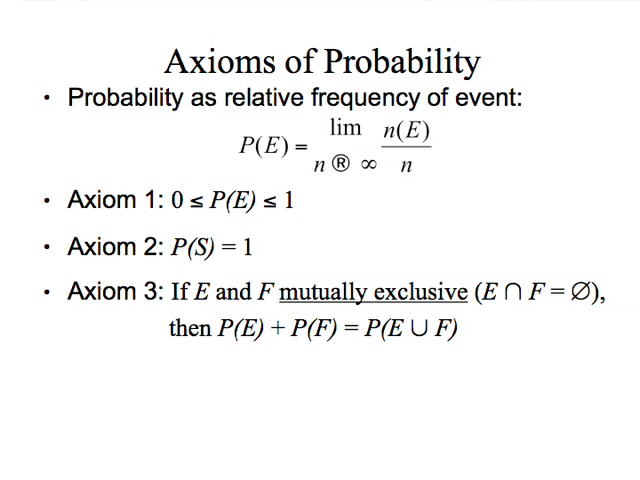 Axioms of Probability
• Probability as relative frequency of event:
P(E) = lim n ® ∞ n(E) / n
• Axiom 1: 0 ≤ P(E) ≤ 1
• Axiom 2: P(S) = 1
• Axiom 3: If E and F mutually exclusive (E ∩ F = ∅),
then P(E) + P(F) = P(E ∪ F)